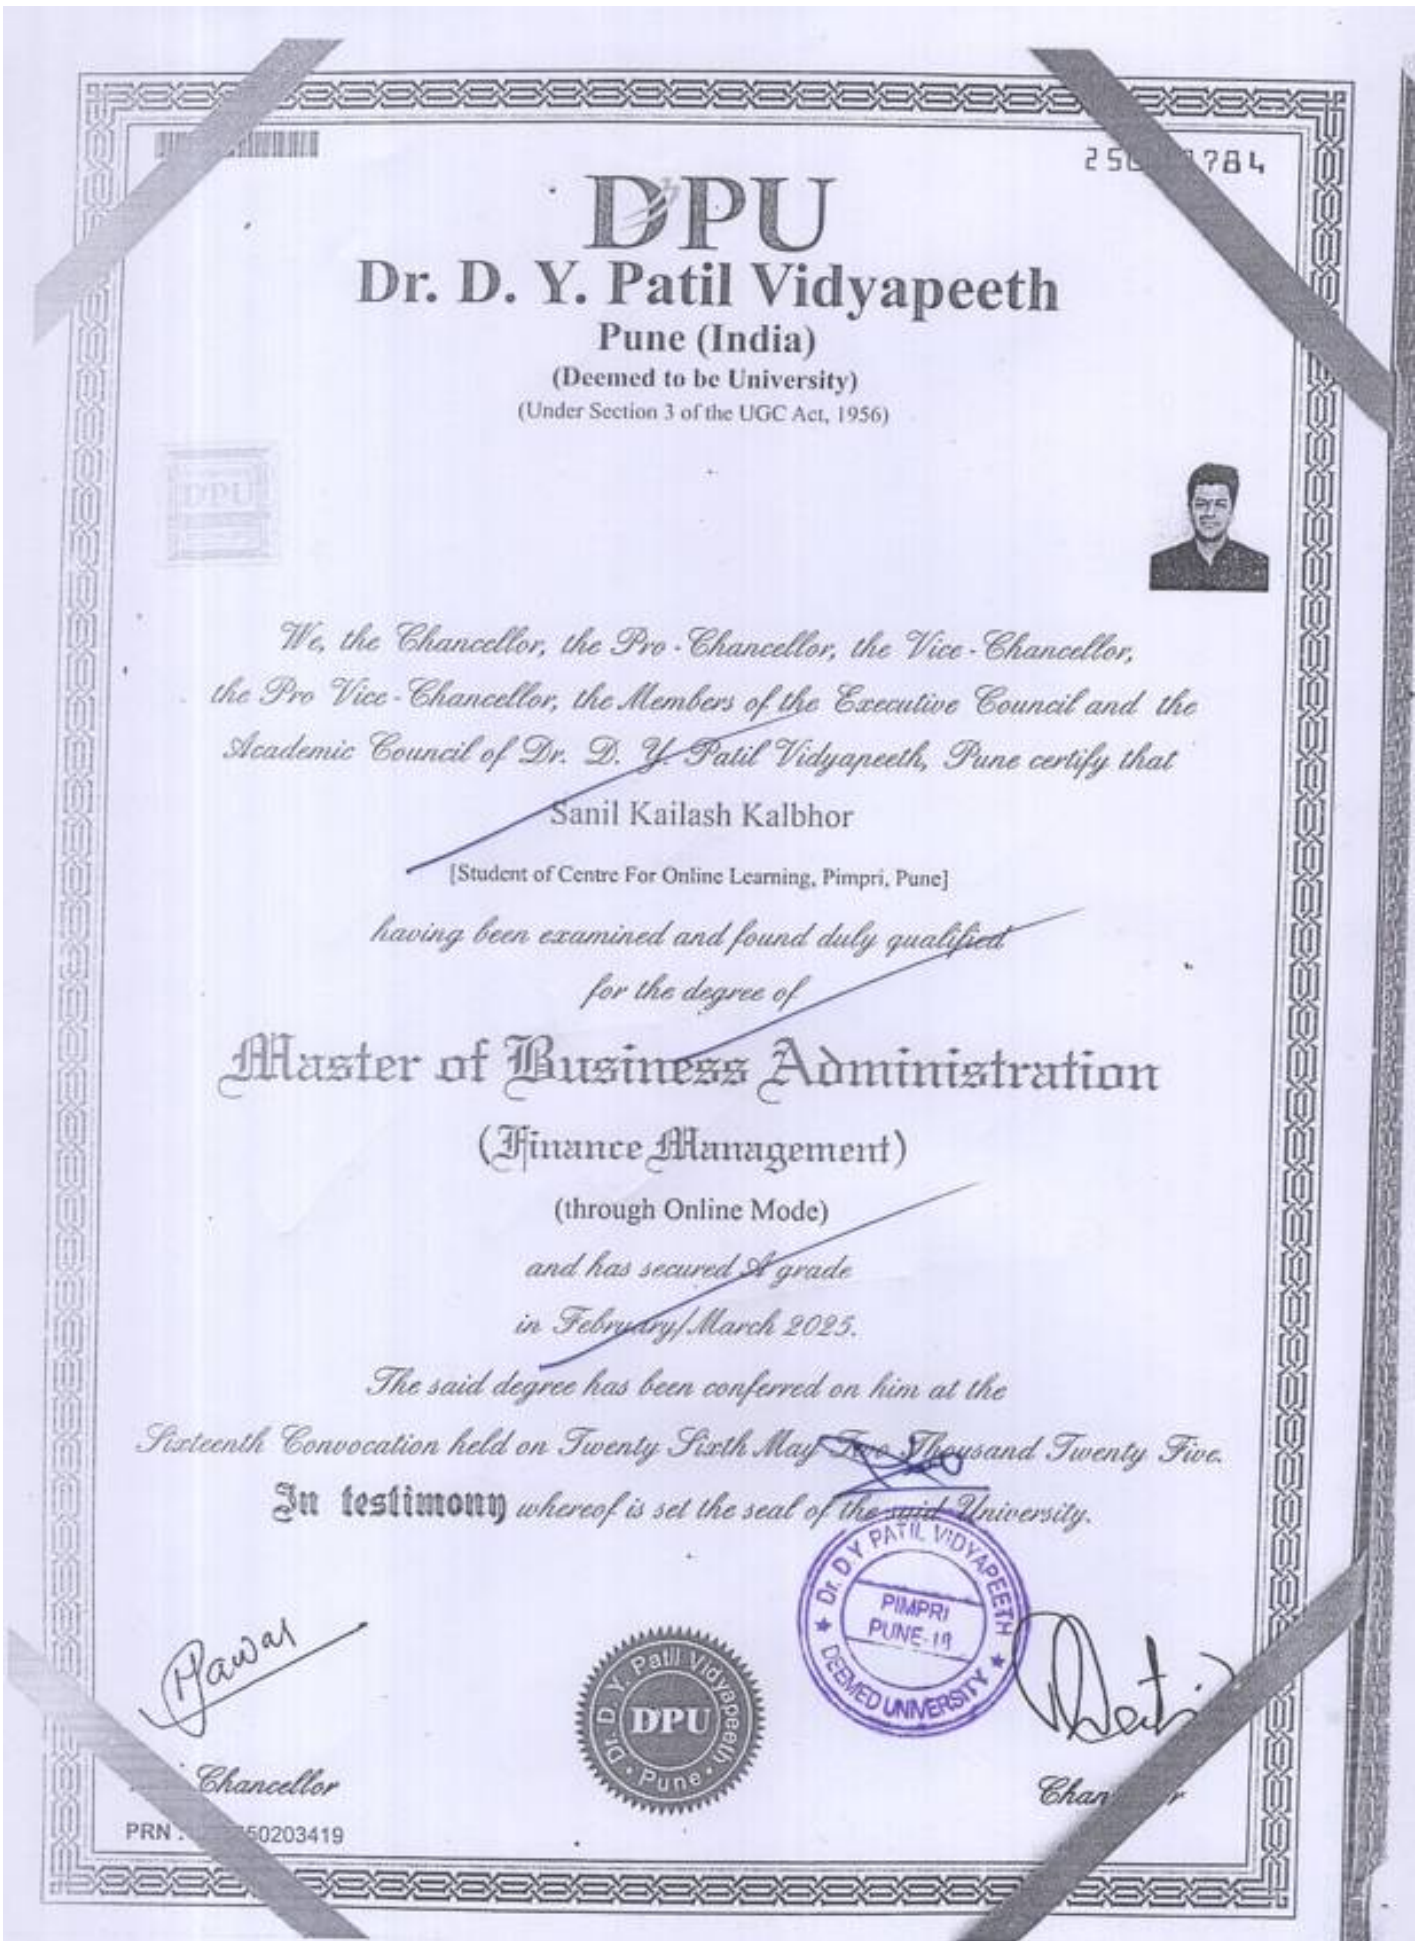 784
DPU
Dr. D. Y. Patil Vidyapeeth
Pune (India)
(Deemed to be University)
(Under Section 3 of the UGC Act, 1956)
DPU
We, the Chancellor, the Pro-Chancellor, the Vice-Chancellor,
the Pro Vice-Chancellor, the Members of the Executive Council and the
Academic Council of Dr. D. Y. Patil Vidyapeeth, Pune certify that
Sanil Kailash Kalbhor
[Student of Centre For Online Learning, Pimpri, Pune]
having been examined and found duly qualified
for the degree of
Master of Business Administration
(Finance Management)
(through Online Mode)
and has secured A grade
in February/March 2025.
The said degree has been conferred on him at the
Sixteenth Convocation held on Twenty Sixth May Two Thousand Twenty Five.
In testimony whereof is set the seal of the said University.
Dr. D Y PATIL VIDYAPEETH
PIMPRI
PUNE-18
DEEMED UNIVERSITY
Pawar
Dr. D. Y. Patil Vidyapeeth
DPU
Pune
Chancellor
PRN : 50203419